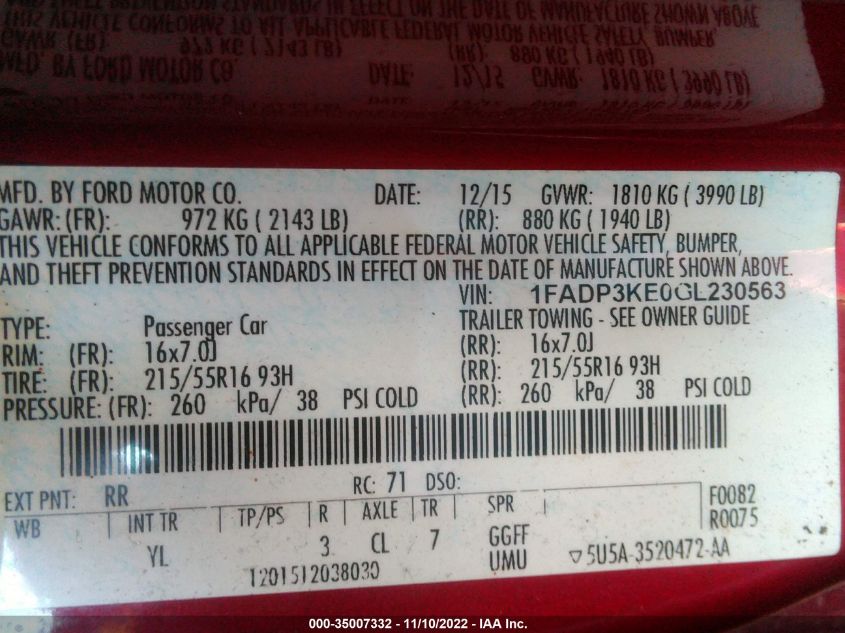 MFD. BY FORD MOTOR CO. DATE: 12/15 GVWR: 1810 KG ( 3990 LB)
GAWR: (FR): 972 KG ( 2143 LB) (RR): 880 KG ( 1940 LB)
THIS VEHICLE CONFORMS TO ALL APPLICABLE FEDERAL MOTOR VEHICLE SAFETY, BUMPER,
AND THEFT PREVENTION STANDARDS IN EFFECT ON THE DATE OF MANUFACTURE SHOWN ABOVE.
VIN: 1FADP3KE0GL230563
TYPE: Passenger Car TRAILER TOWING - SEE OWNER GUIDE
RIM: (FR): 16x7.0J (RR): 16x7.0J
TIRE: (FR): 215/55R16 93H (RR): 215/55R16 93H
PRESSURE: (FR): 260 kPa/ 38 PSI COLD (RR): 260 kPa/ 38 PSI COLD
EXT PNT: RR RC: 71 DSO:
WB INT TR TP/PS R AXLE TR SPR F0082
R0075
YL 3 CL 7 GGFF
UMU ▽5U5A-3520472-AA
1201512038030
000-35007332 - 11/10/2022 - IAA Inc.